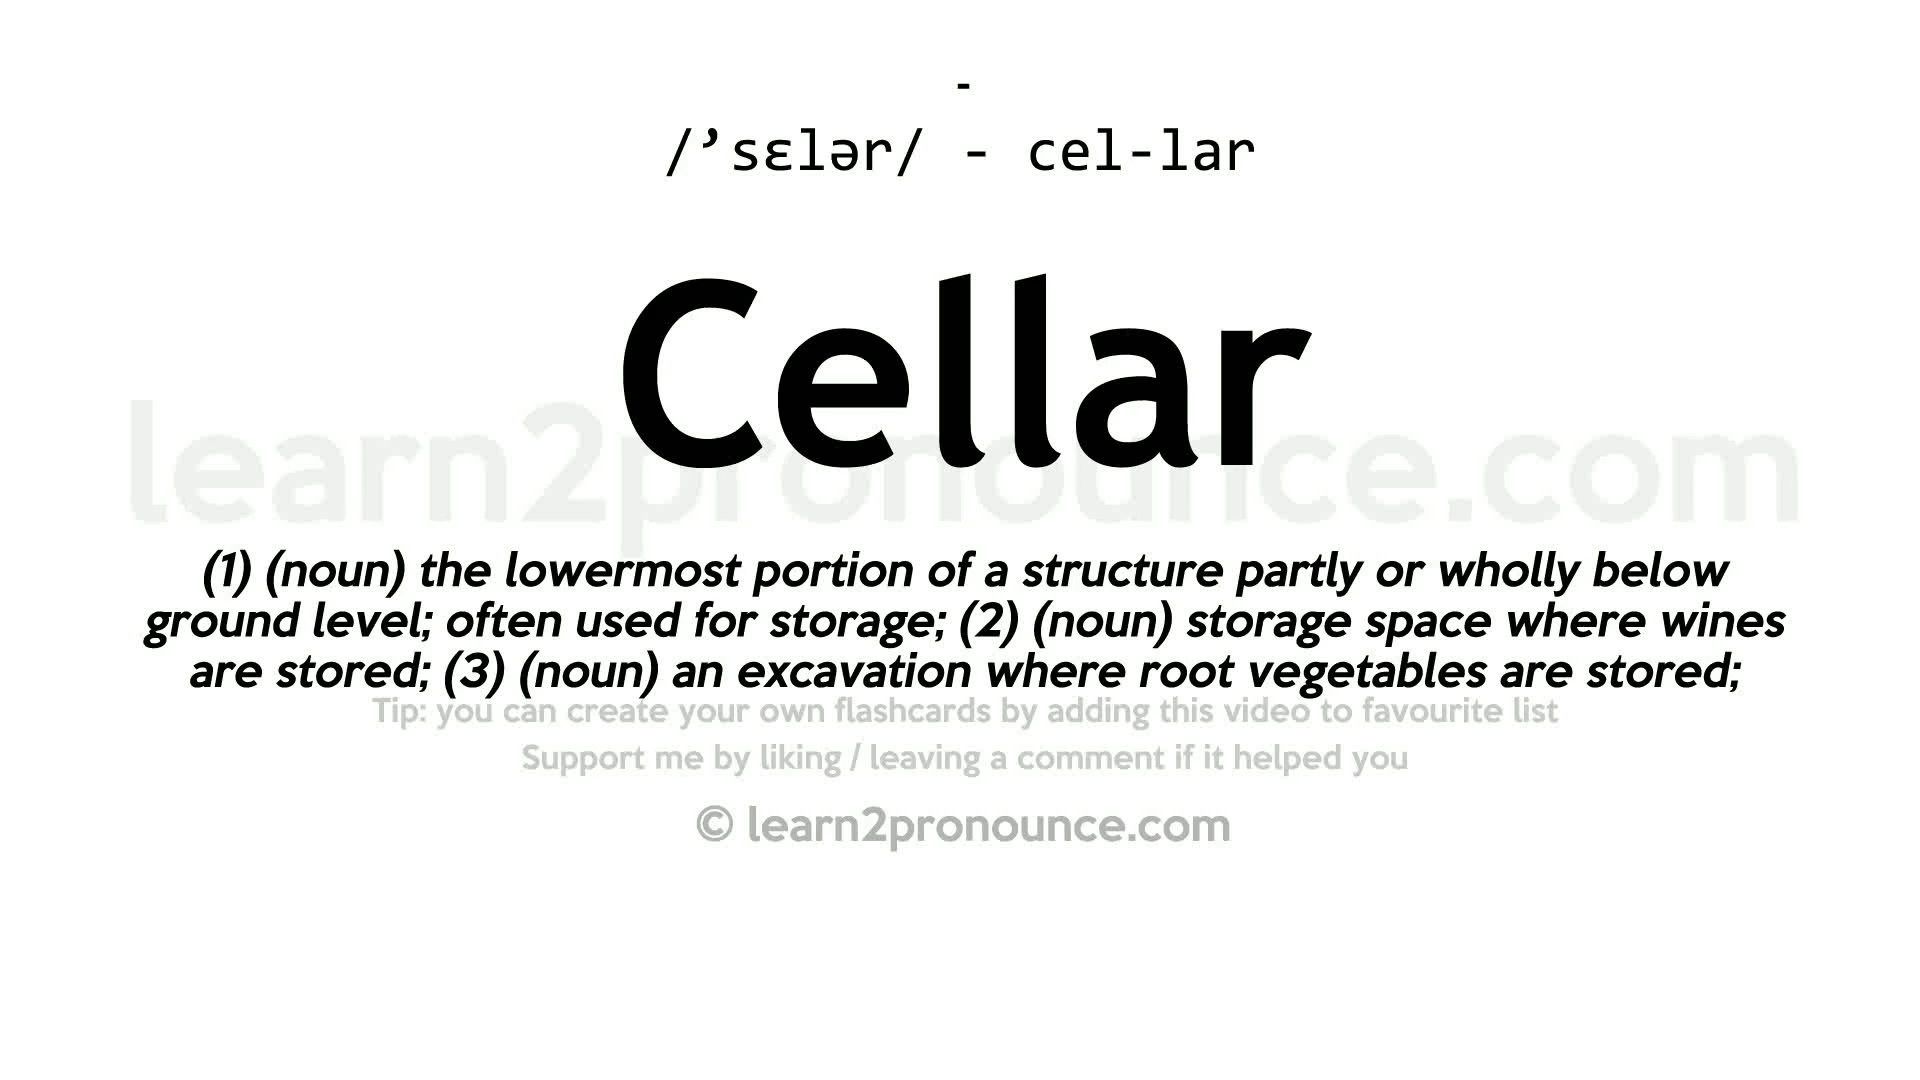 -
/’sɛlər/ - cel-lar
Cellar
learn2pronounce.com
(1) (noun) the lowermost portion of a structure partly or wholly below
ground level; often used for storage; (2) (noun) storage space where wines
are stored; (3) (noun) an excavation where root vegetables are stored;
Tip: you can create your own flashcards by adding this video to favourite list
Support me by liking / leaving a comment if it helped you
© learn2pronounce.com